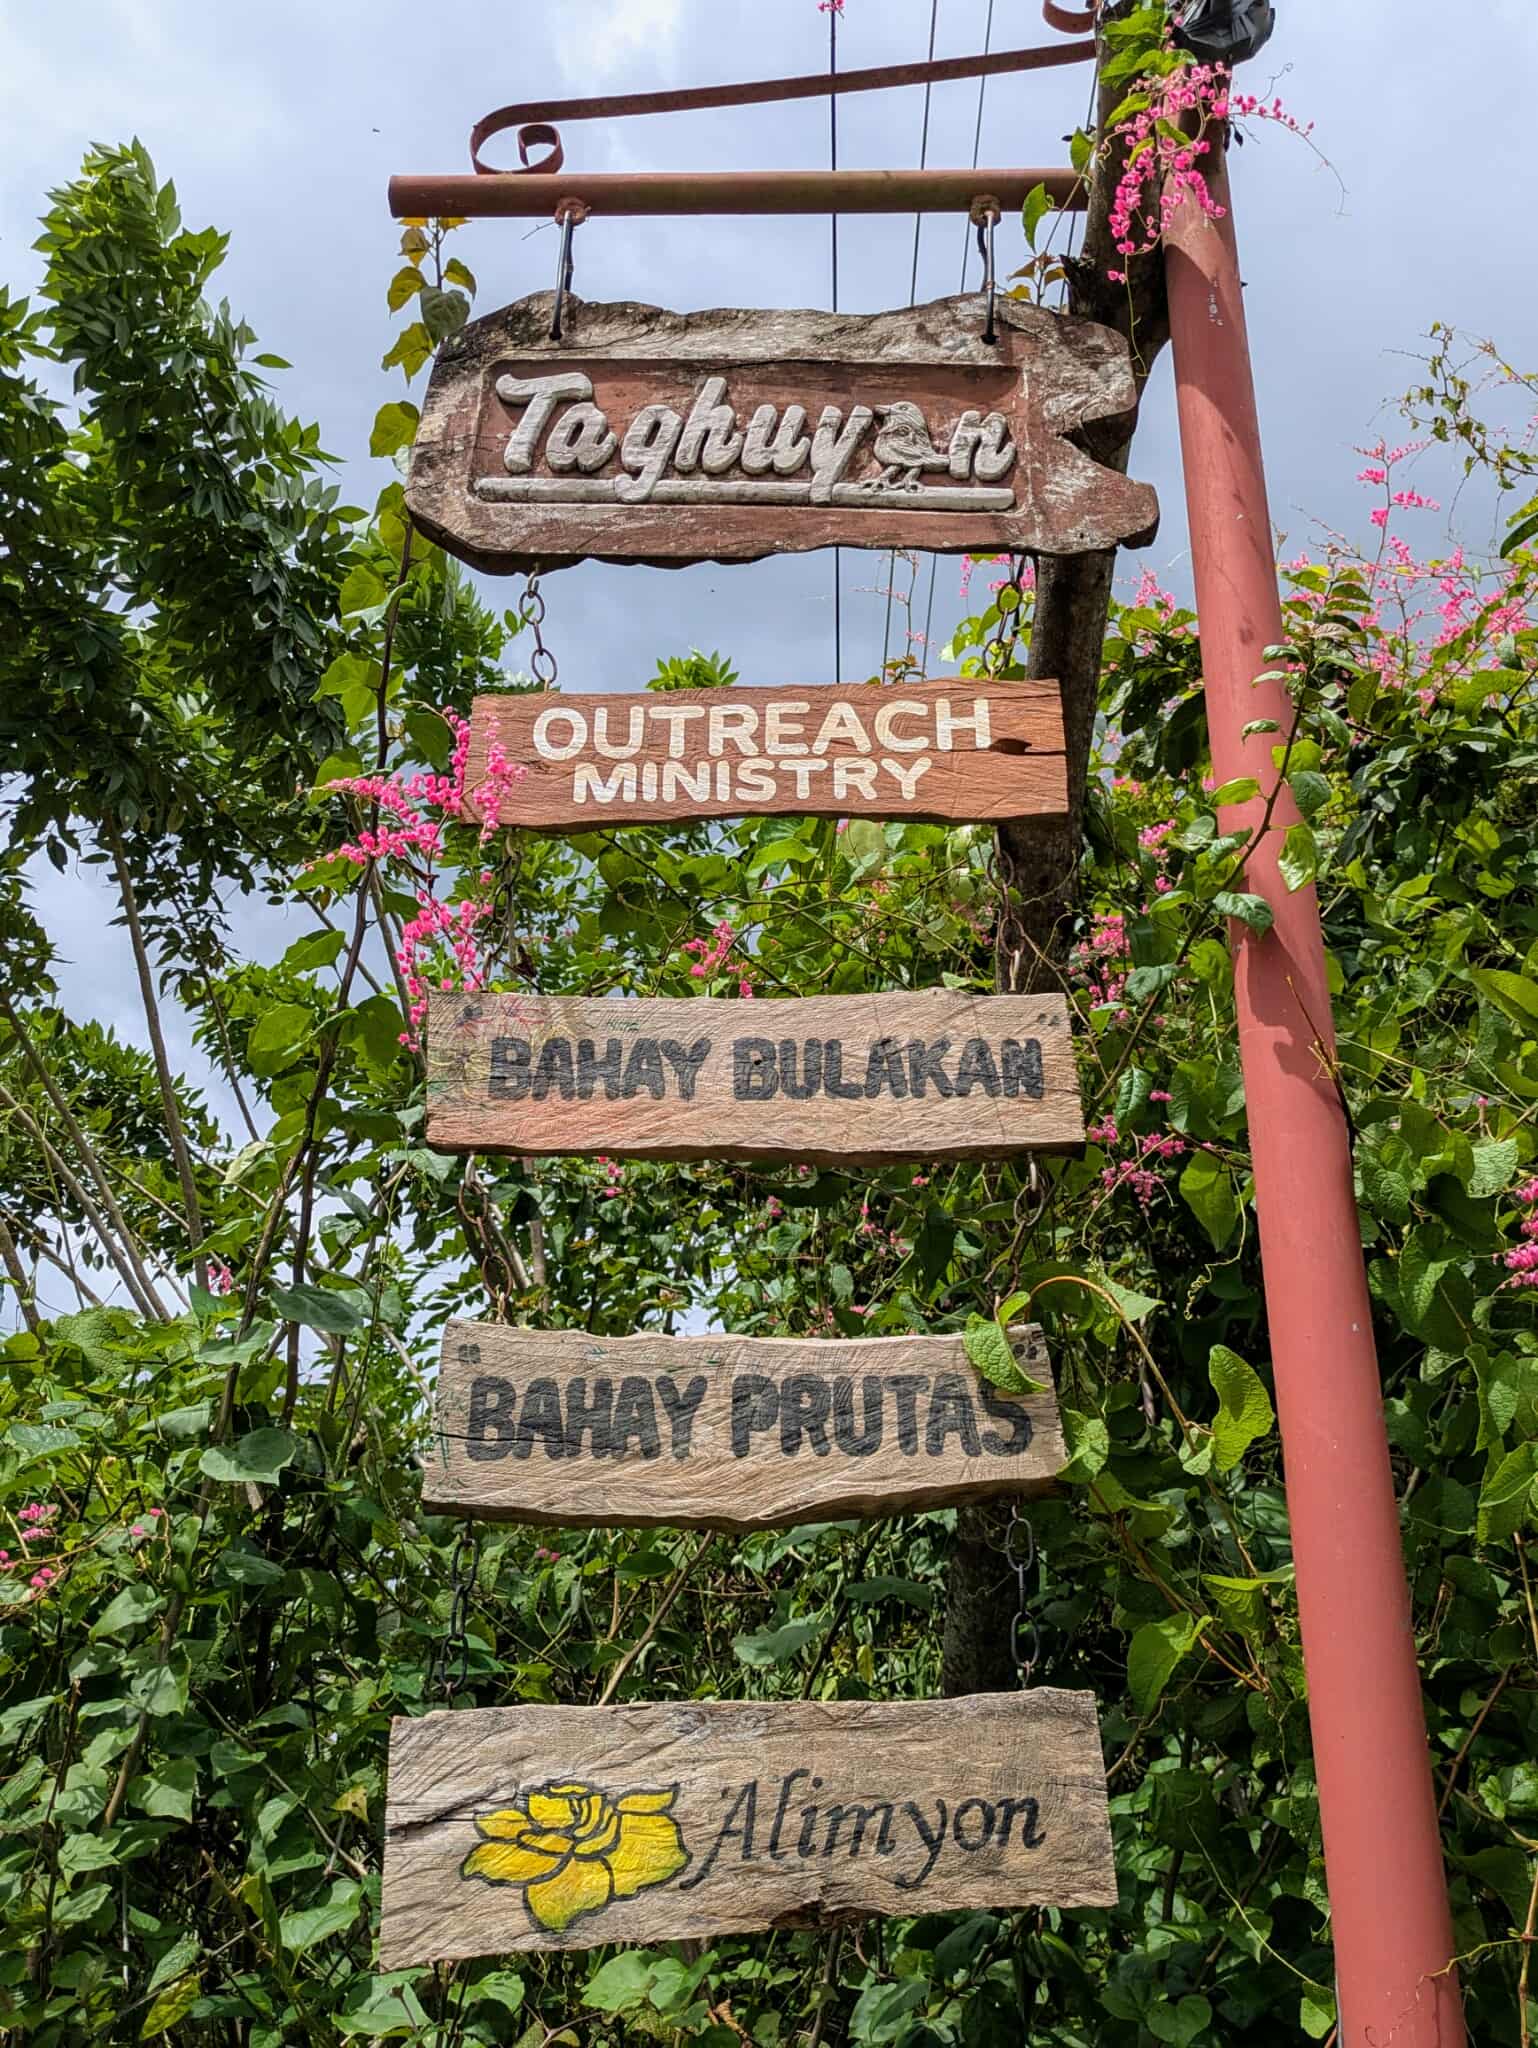 Taghuyan
OUTREACH
MINISTRY
"BAHAY BULAKAN"
"BAHAY PRUTAS"
Alimyon